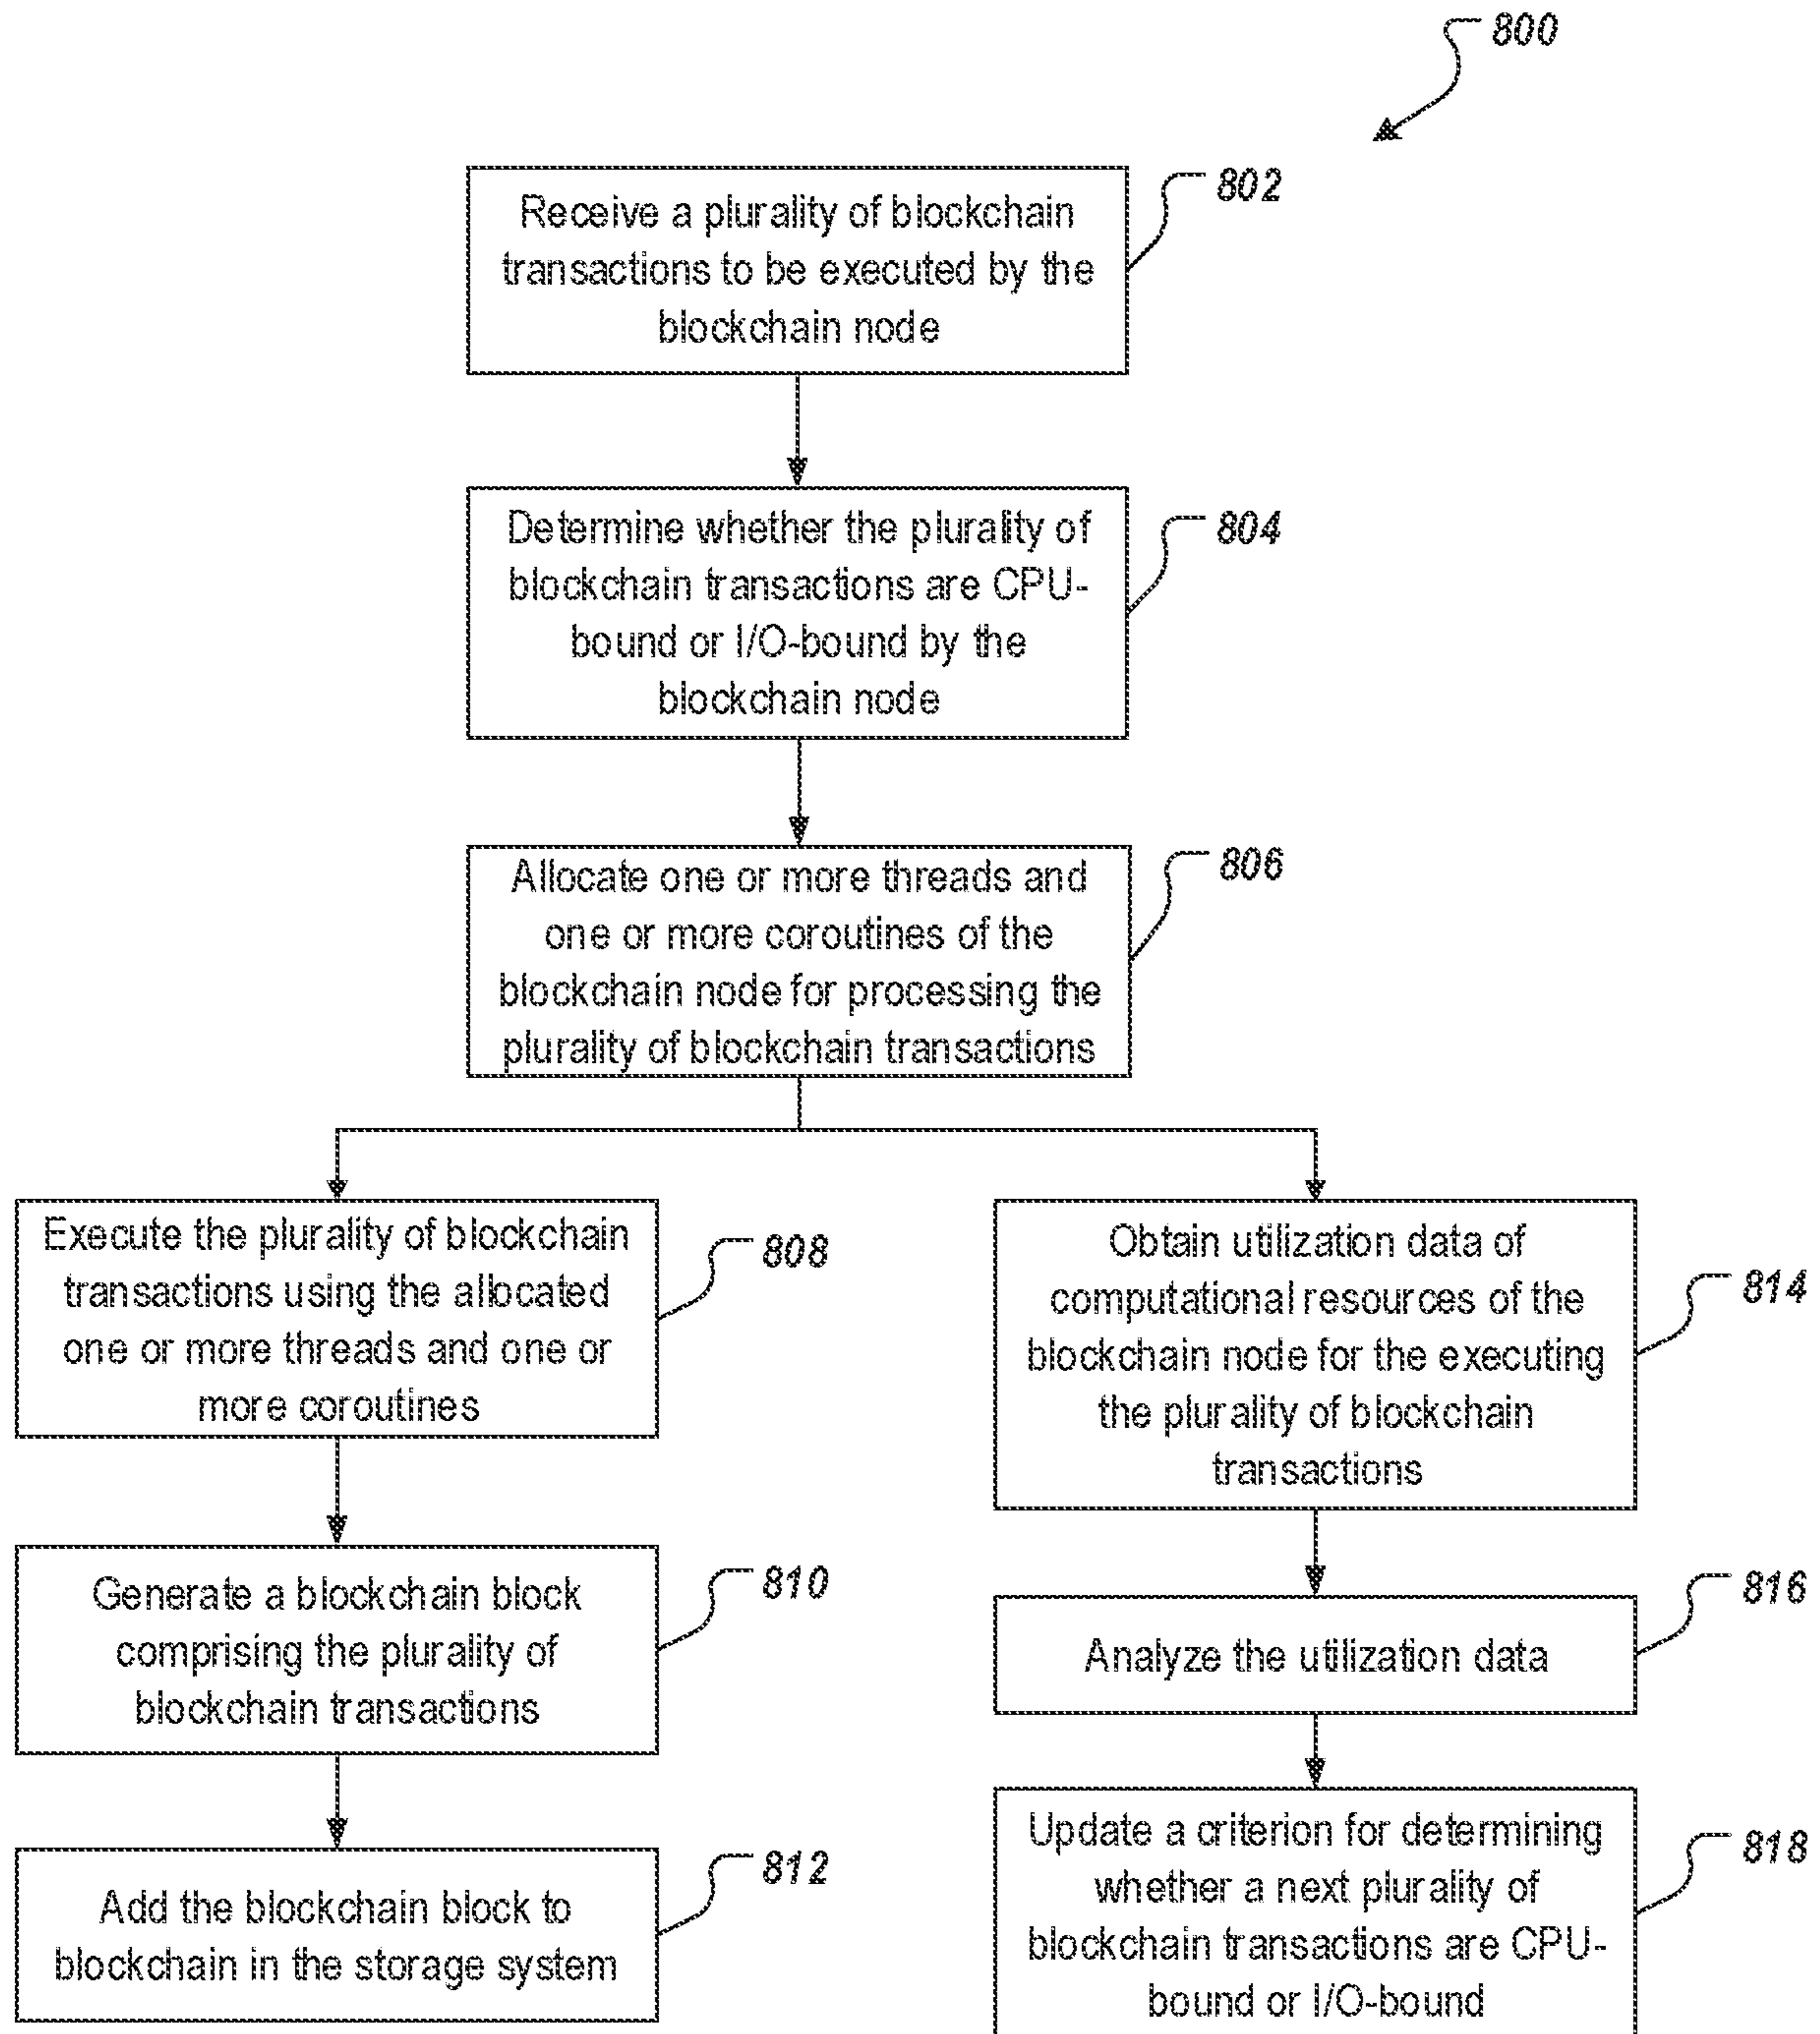 800
Receive a plurality of blockchain
transactions to be executed by the
blockchain node
802
Determine whether the plurality of
blockchain transactions are CPU-
bound or I/O-bound by the
blockchain node
804
Allocate one or more threads and
one or more coroutines of the
blockchain node for processing the
plurality of blockchain transactions
806
Execute the plurality of blockchain
transactions using the allocated
one or more threads and one or
more coroutines
808
Generate a blockchain block
comprising the plurality of
blockchain transactions
810
Add the blockchain block to
blockchain in the storage system
812
Obtain utilization data of
computational resources of the
blockchain node for the executing
the plurality of blockchain
transactions
814
Analyze the utilization data
816
Update a criterion for determining
whether a next plurality of
blockchain transactions are CPU-
bound or I/O-bound
818